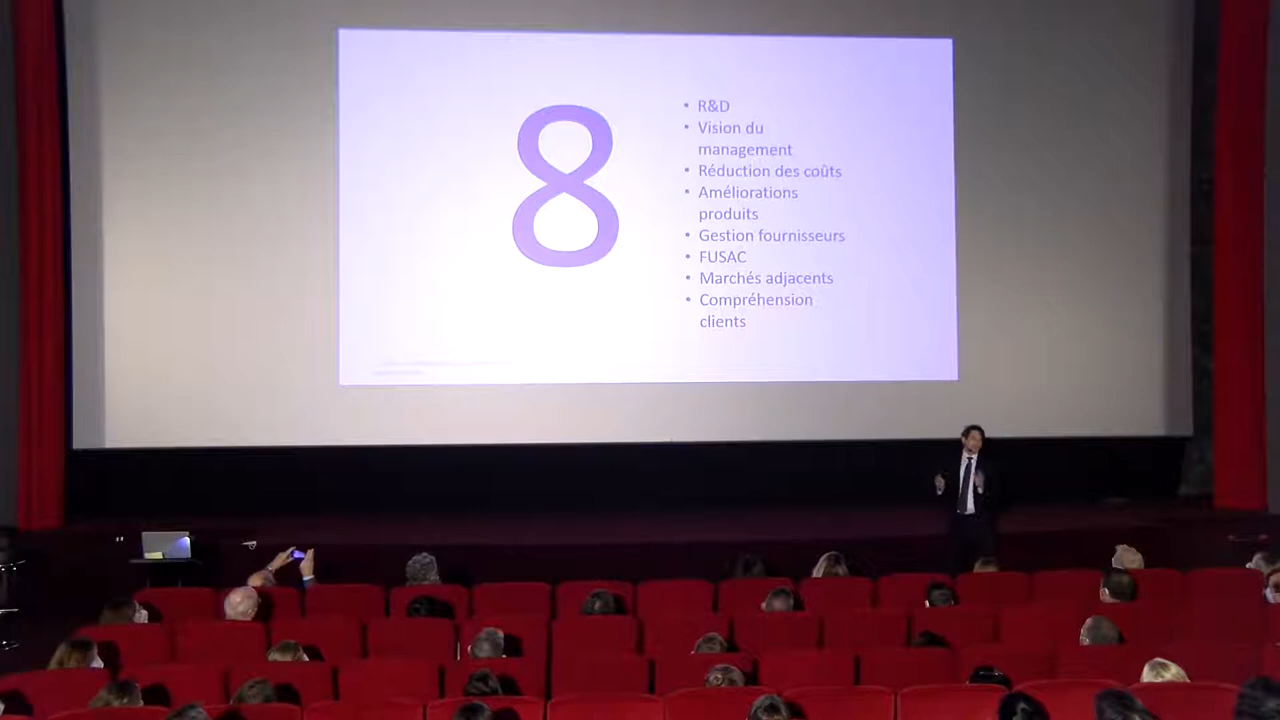 8
• R&D
• Vision du
management
• Réduction des coûts
• Améliorations
produits
• Gestion fournisseurs
• FUSAC
• Marchés adjacents
• Compréhension
clients